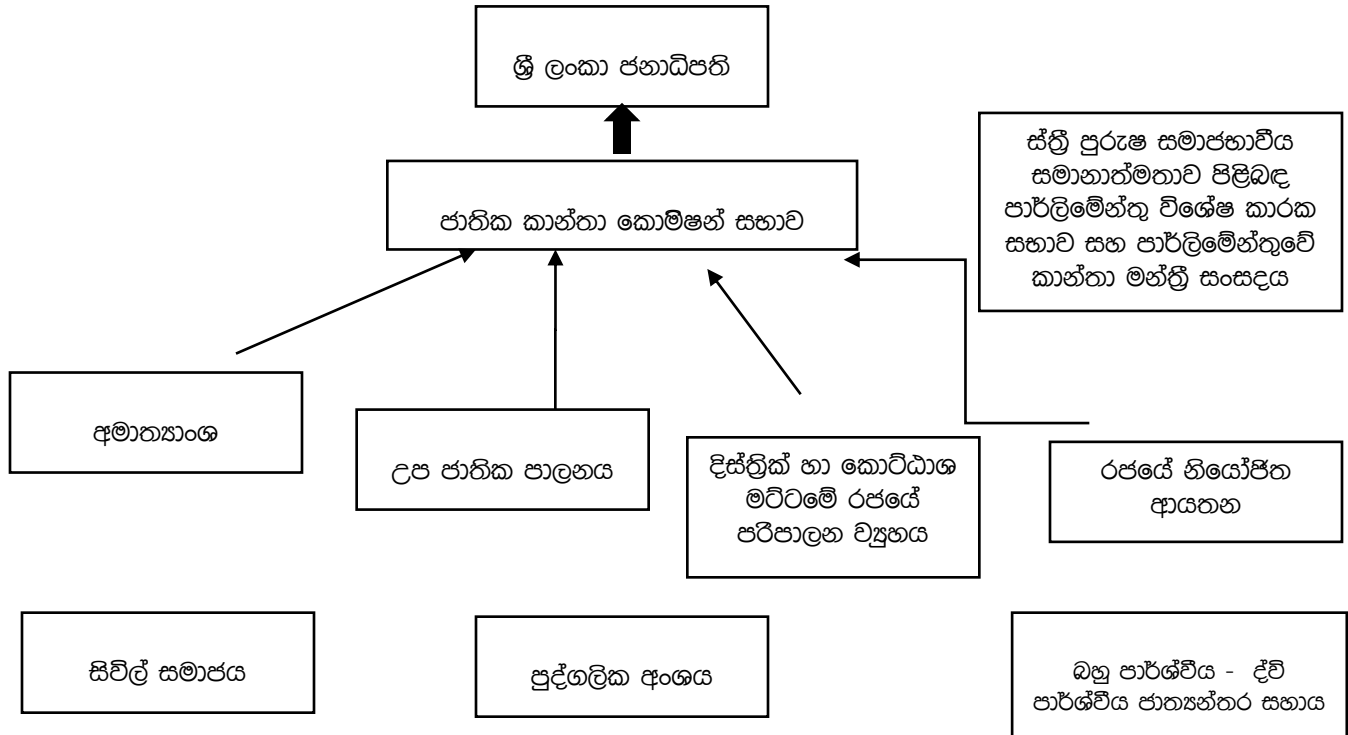 ශ්‍රී ලංකා ජනාධිපති
ස්ත්‍රී පුරුෂ සමාජභාවීය
සමානාත්මතාව පිළිබඳ
පාර්ලිමේන්තු විශේෂ කාරක
සභාව සහ පාර්ලිමේන්තුවේ
කාන්තා මන්ත්‍රී සංසදය
ජාතික කාන්තා කොමිෂන් සභාව
අමාත්‍යාංශ
උප ජාතික පාලනය
දිස්ත්‍රික් හා කොට්ඨාශ
මට්ටමේ රජයේ
පරිපාලන ව්‍යුහය
රජයේ නියෝජිත
ආයතන
සිවිල් සමාජය
පුද්ගලික අංශය
බහු පාර්ශ්වීය - ද්වි
පාර්ශ්වීය ජාත්‍යන්තර සහාය